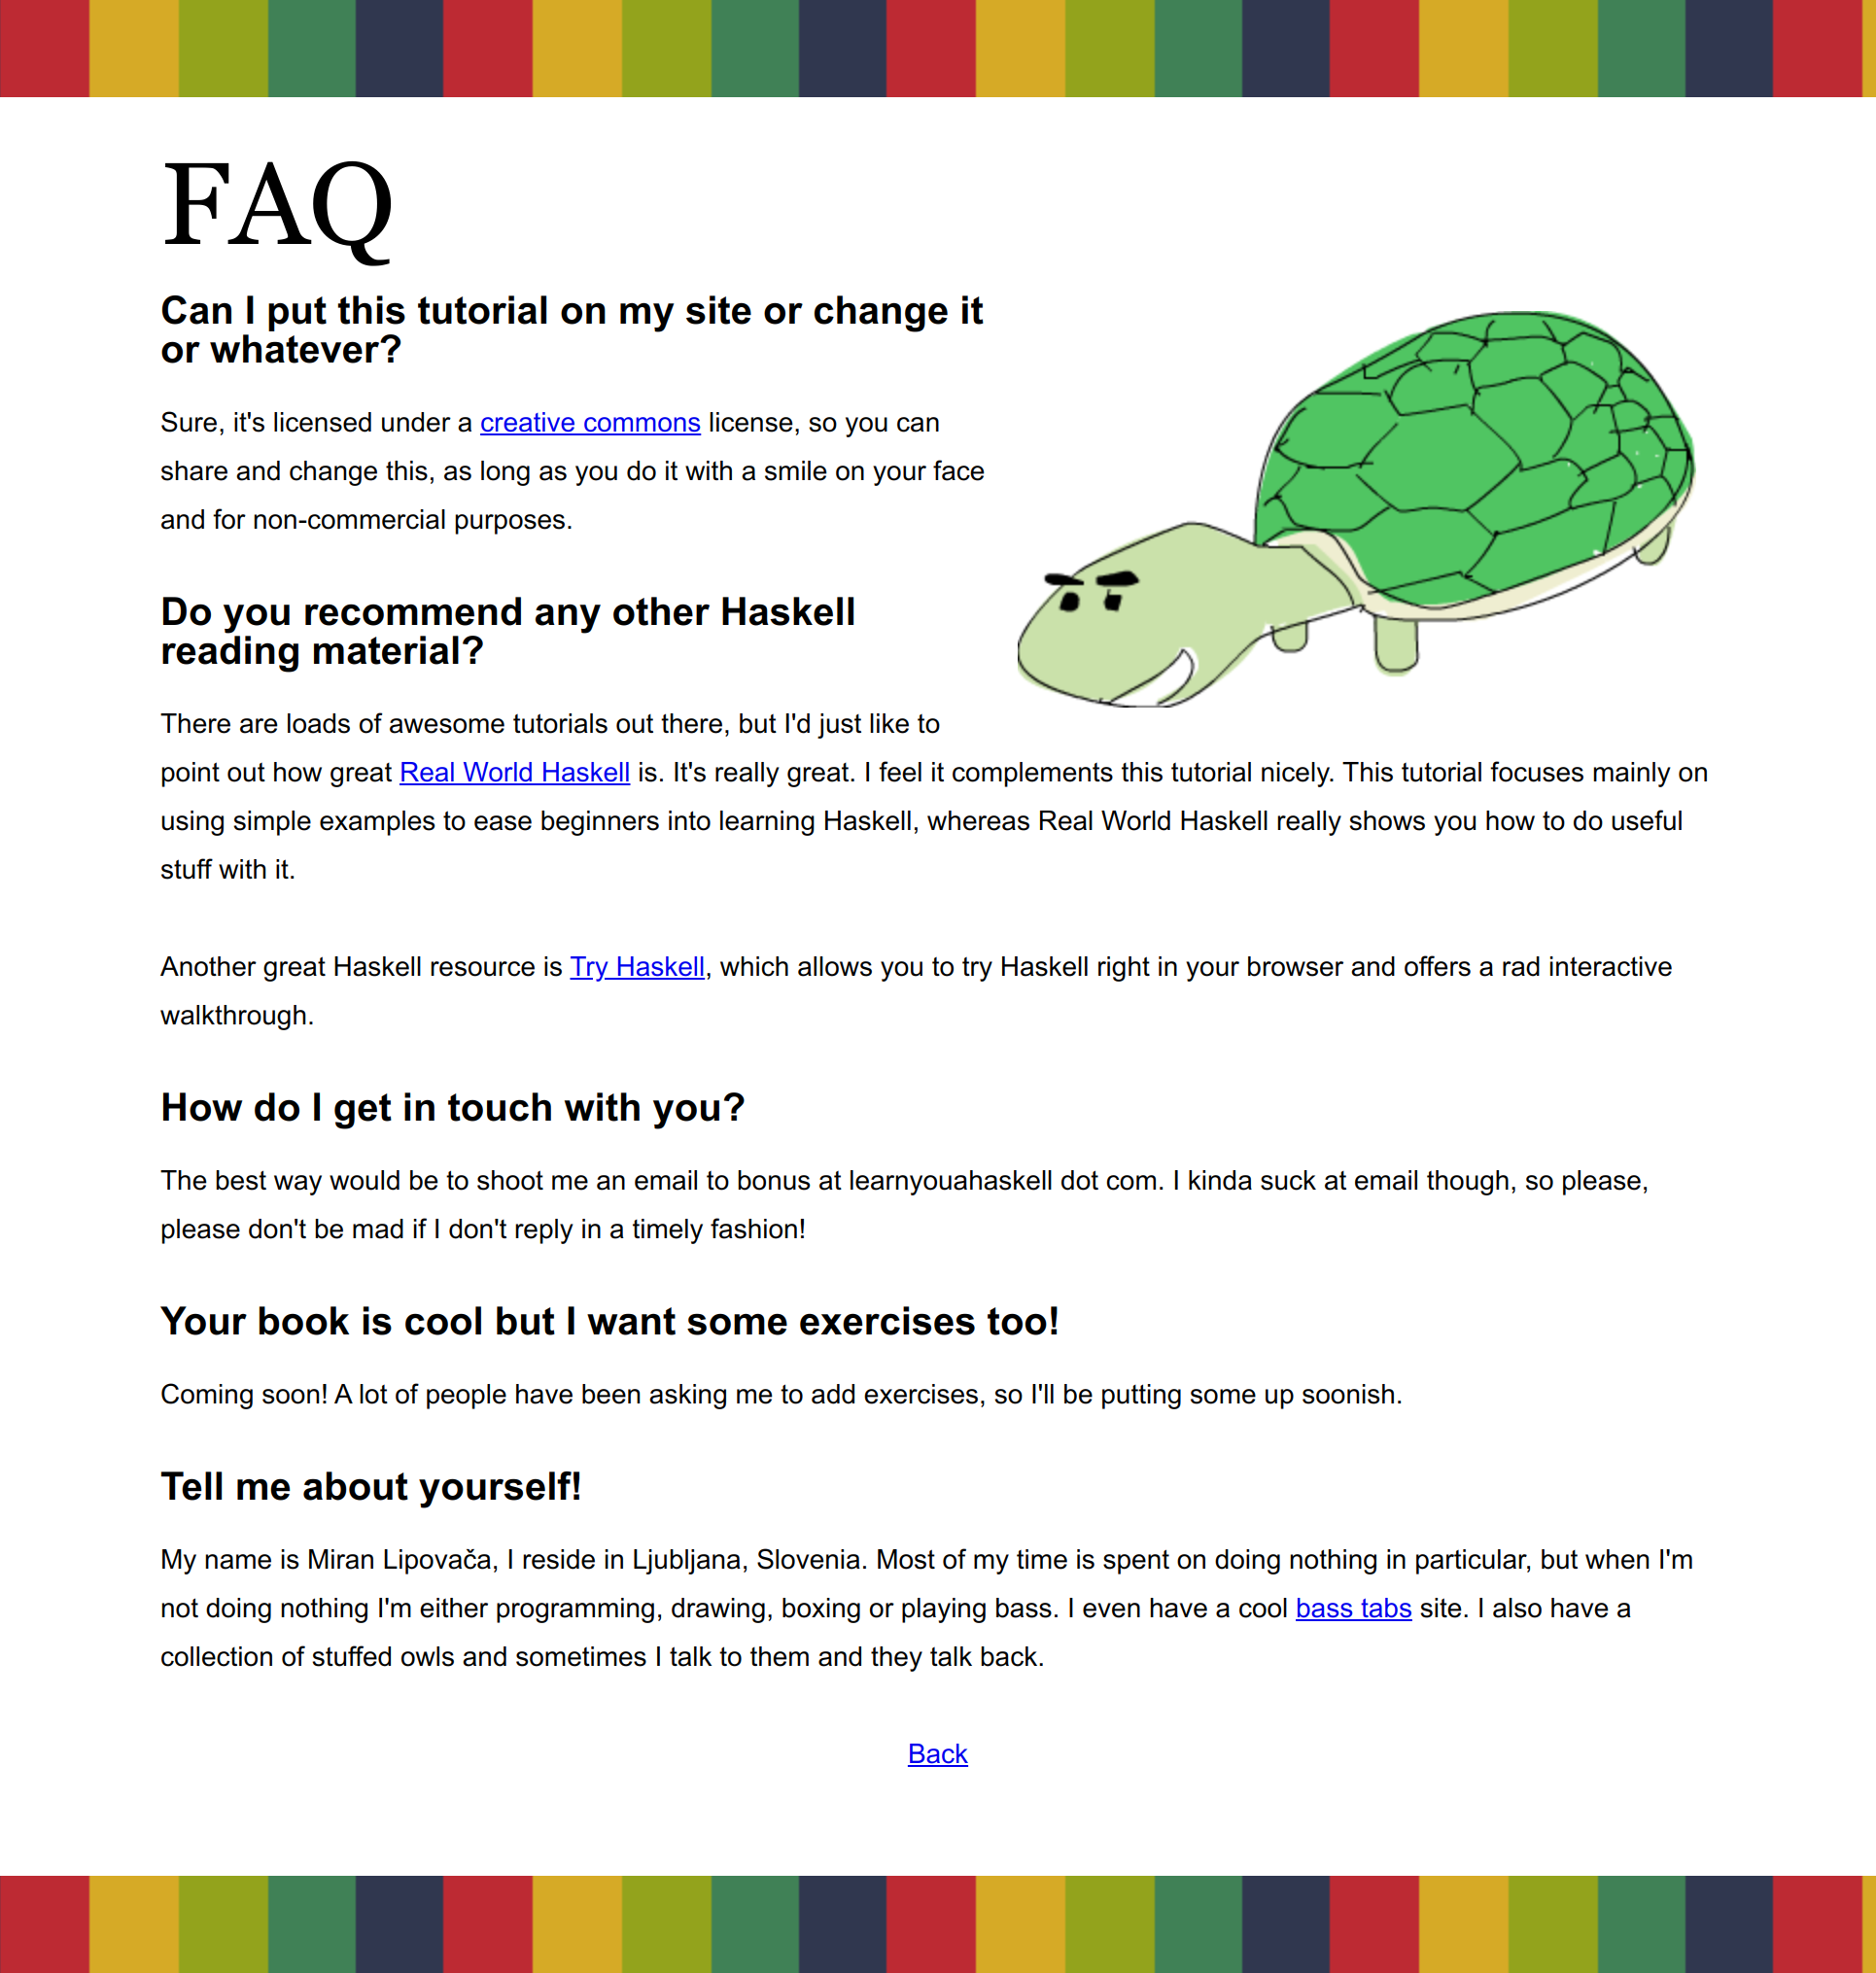 FAQ
Can I put this tutorial on my site or change it
or whatever?
Sure, it's licensed under a creative commons license, so you can
share and change this, as long as you do it with a smile on your face
and for non-commercial purposes.
Do you recommend any other Haskell
reading material?
There are loads of awesome tutorials out there, but I'd just like to
point out how great Real World Haskell is. It's really great. I feel it complements this tutorial nicely. This tutorial focuses mainly on
using simple examples to ease beginners into learning Haskell, whereas Real World Haskell really shows you how to do useful
stuff with it.
Another great Haskell resource is Try Haskell, which allows you to try Haskell right in your browser and offers a rad interactive
walkthrough.
How do I get in touch with you?
The best way would be to shoot me an email to bonus at learnyouahaskell dot com. I kinda suck at email though, so please,
please don't be mad if I don't reply in a timely fashion!
Your book is cool but I want some exercises too!
Coming soon! A lot of people have been asking me to add exercises, so I'll be putting some up soonish.
Tell me about yourself!
My name is Miran Lipovača, I reside in Ljubljana, Slovenia. Most of my time is spent on doing nothing in particular, but when I'm
not doing nothing I'm either programming, drawing, boxing or playing bass. I even have a cool bass tabs site. I also have a
collection of stuffed owls and sometimes I talk to them and they talk back.
Back